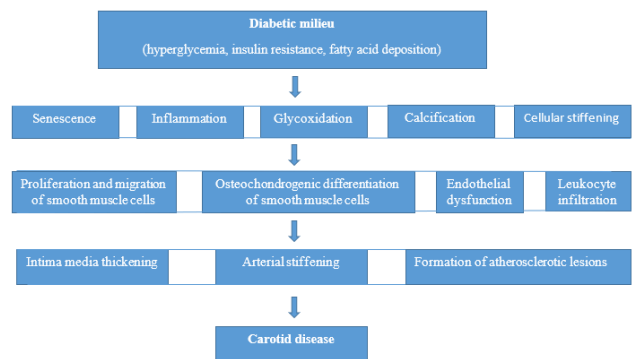 Diabetic milieu
(hyperglycemia, insulin resistance, fatty acid deposition)
Senescence
Inflammation
Glycoxidation
Calcification
Cellular stiffening
Proliferation and migration
of smooth muscle cells
Osteochondrogenic differentiation
of smooth muscle cells
Endothelial
dysfunction
Leukocyte
infiltration
Intima media thickening
Arterial stiffening
Formation of atherosclerotic lesions
Carotid disease